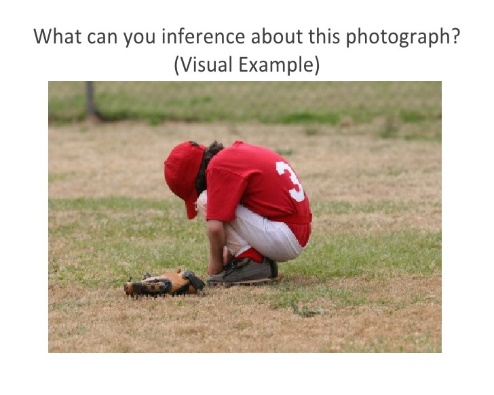 What can you inference about this photograph?
(Visual Example)
3